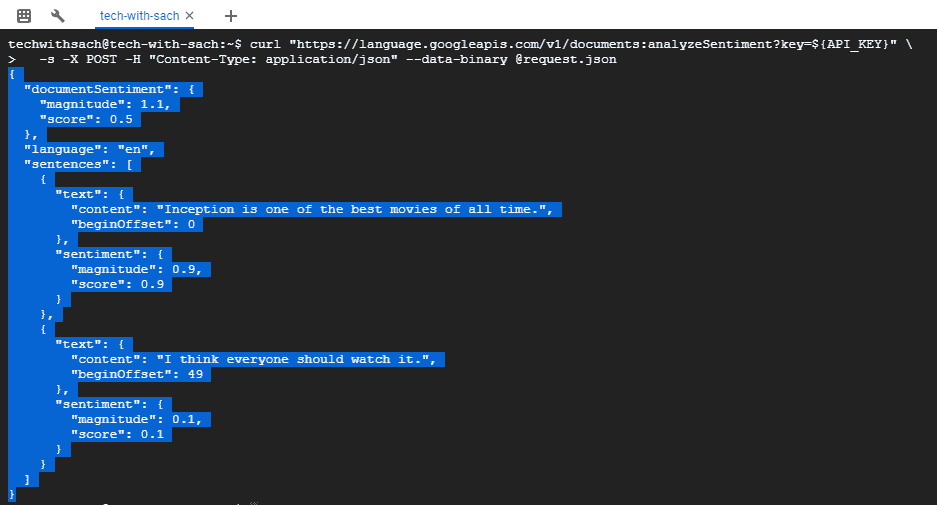 tech-with-sach
techwithsach@tech-with-sach:~$ curl "https://language.googleapis.com/v1/documents:analyzeSentiment?key=${API_KEY}" \
>   -s -X POST -H "Content-Type: application/json" --data-binary @request.json
{
  "documentSentiment": {
    "magnitude": 1.1,
    "score": 0.5
  },
  "language": "en",
  "sentences": [
    {
      "text": {
        "content": "Inception is one of the best movies of all time.",
        "beginOffset": 0
      },
      "sentiment": {
        "magnitude": 0.9,
        "score": 0.9
      }
    },
    {
      "text": {
        "content": "I think everyone should watch it.",
        "beginOffset": 49
      },
      "sentiment": {
        "magnitude": 0.1,
        "score": 0.1
      }
    }
  ]
}